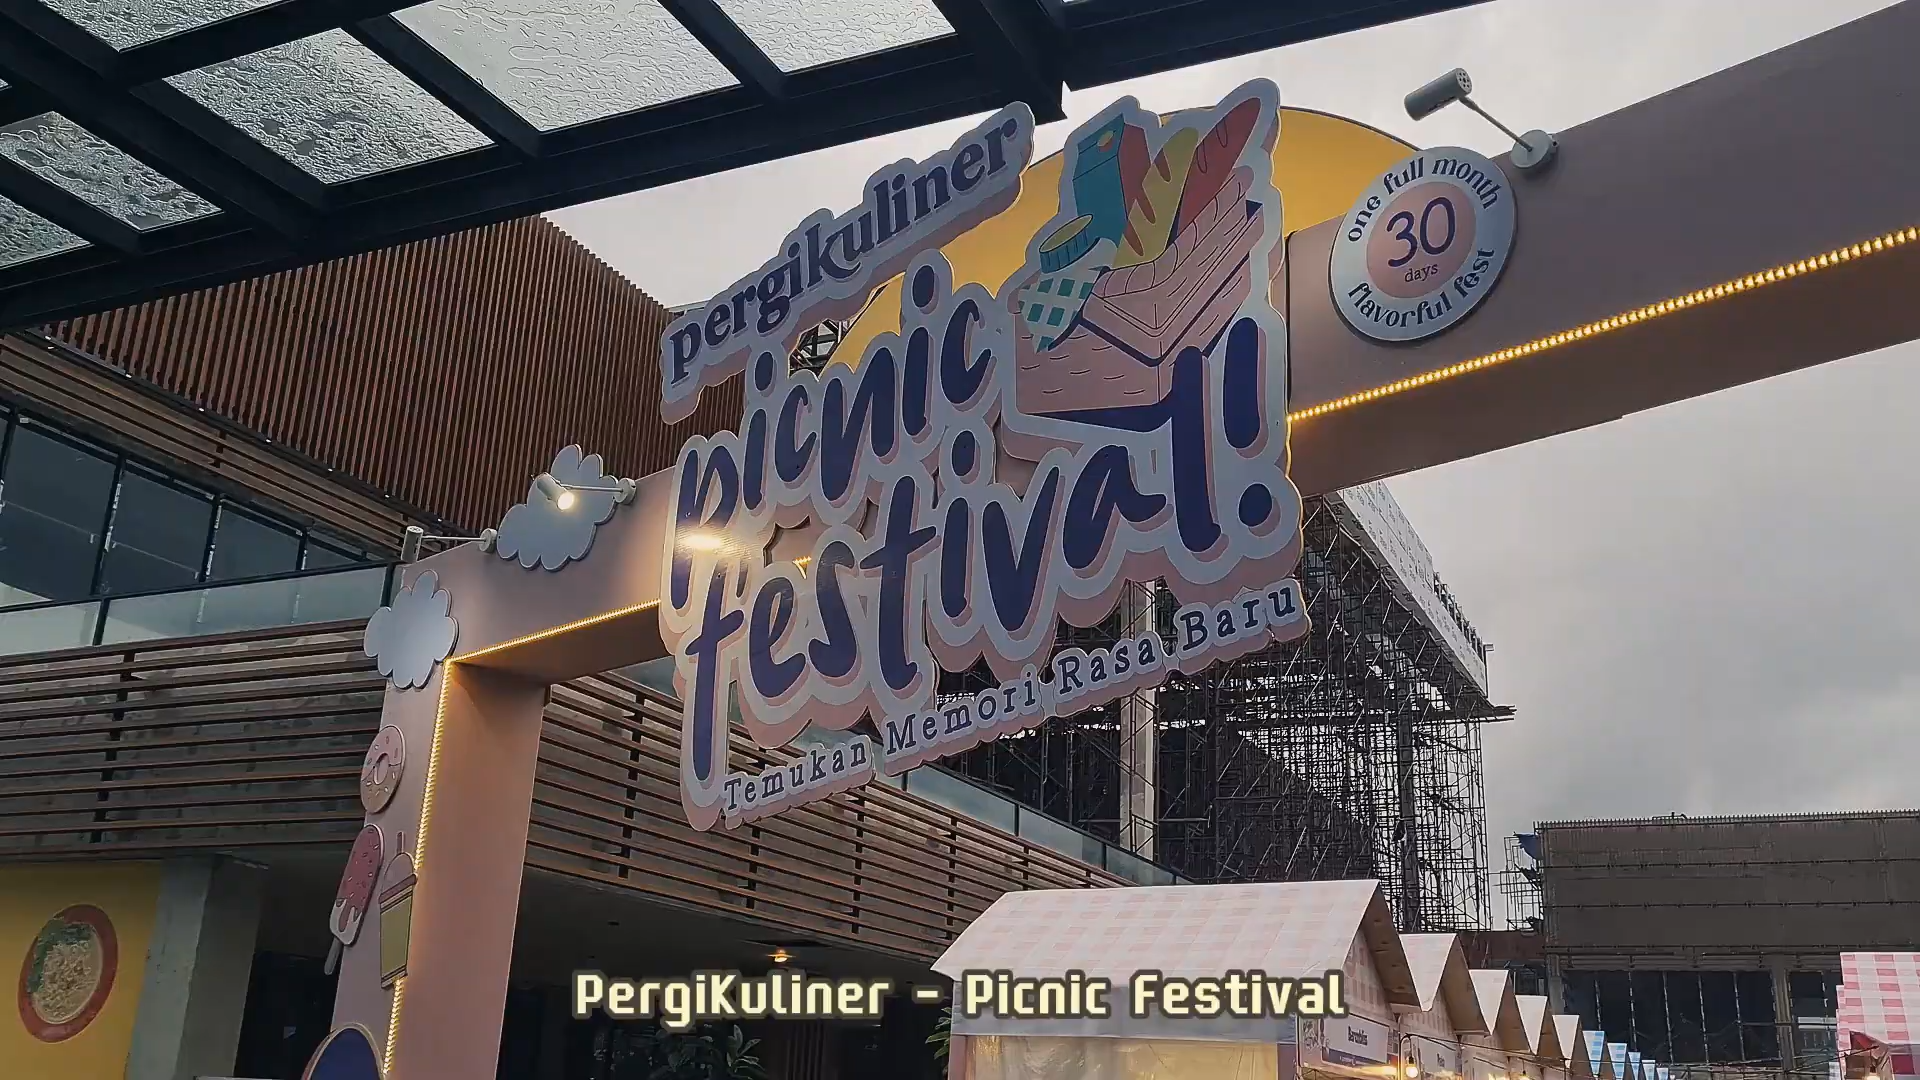 pergikuliner
picnic
festival!
Temukan Memori Rasa Baru
one full month
30
days
flavorful fest
PergiKuliner - Picnic Festival